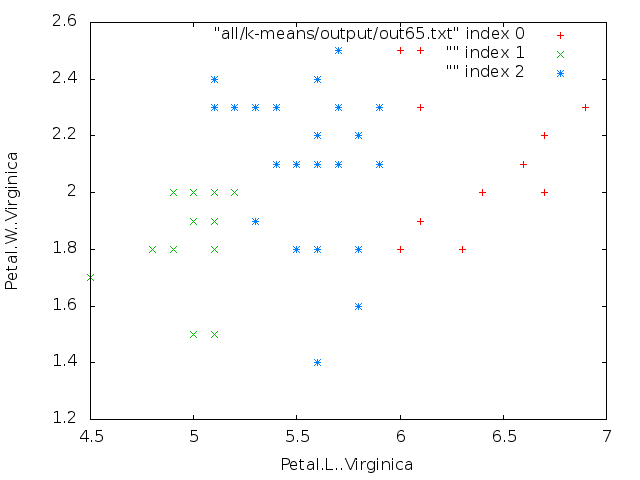 2.6
"all/k-means/output/out65.txt" index 0
"" index 1
"" index 2
2.4
2.2
2
1.8
1.6
1.4
1.2
Petal.W..Virginica
4.5 5 5.5 6 6.5 7
Petal.L..Virginica